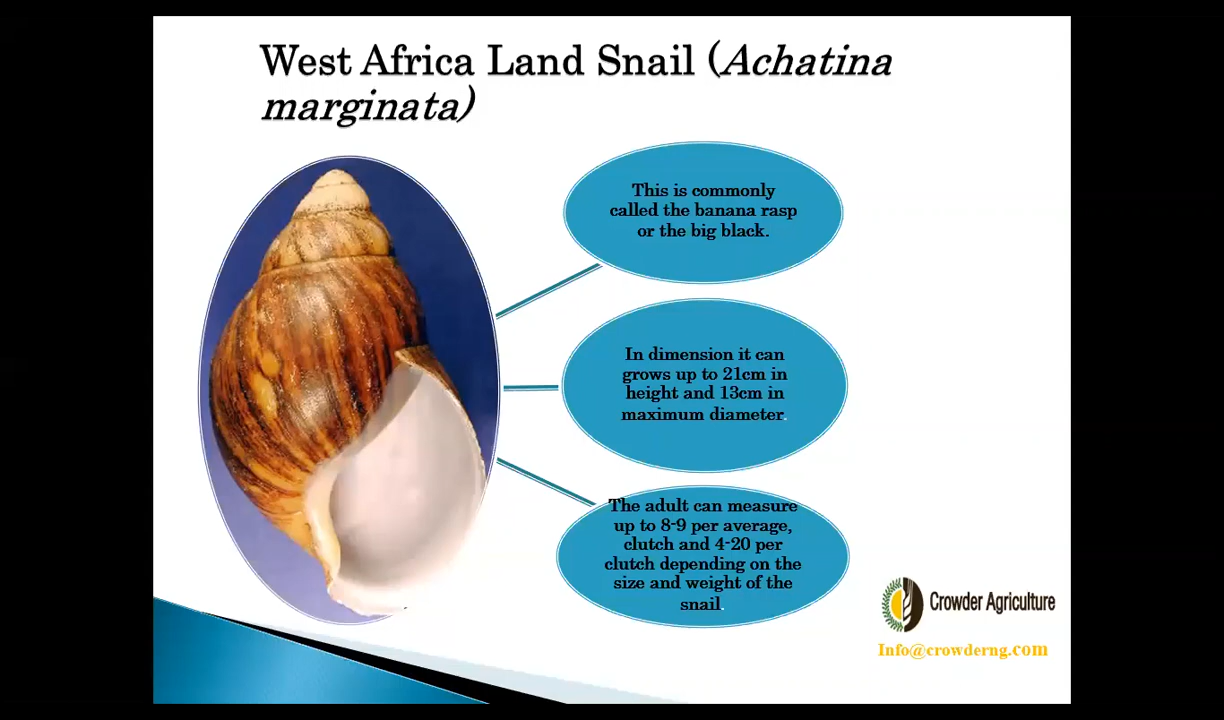 West Africa Land Snail (Achatina
marginata)
This is commonly
called the banana rasp
or the big black.
In dimension it can
grows up to 21cm in
height and 13cm in
maximum diameter.
The adult can measure
up to 8-9 per average,
clutch and 4-20 per
clutch depending on the
size and weight of the
snail.
Crowder Agriculture
Info@crowderng.com